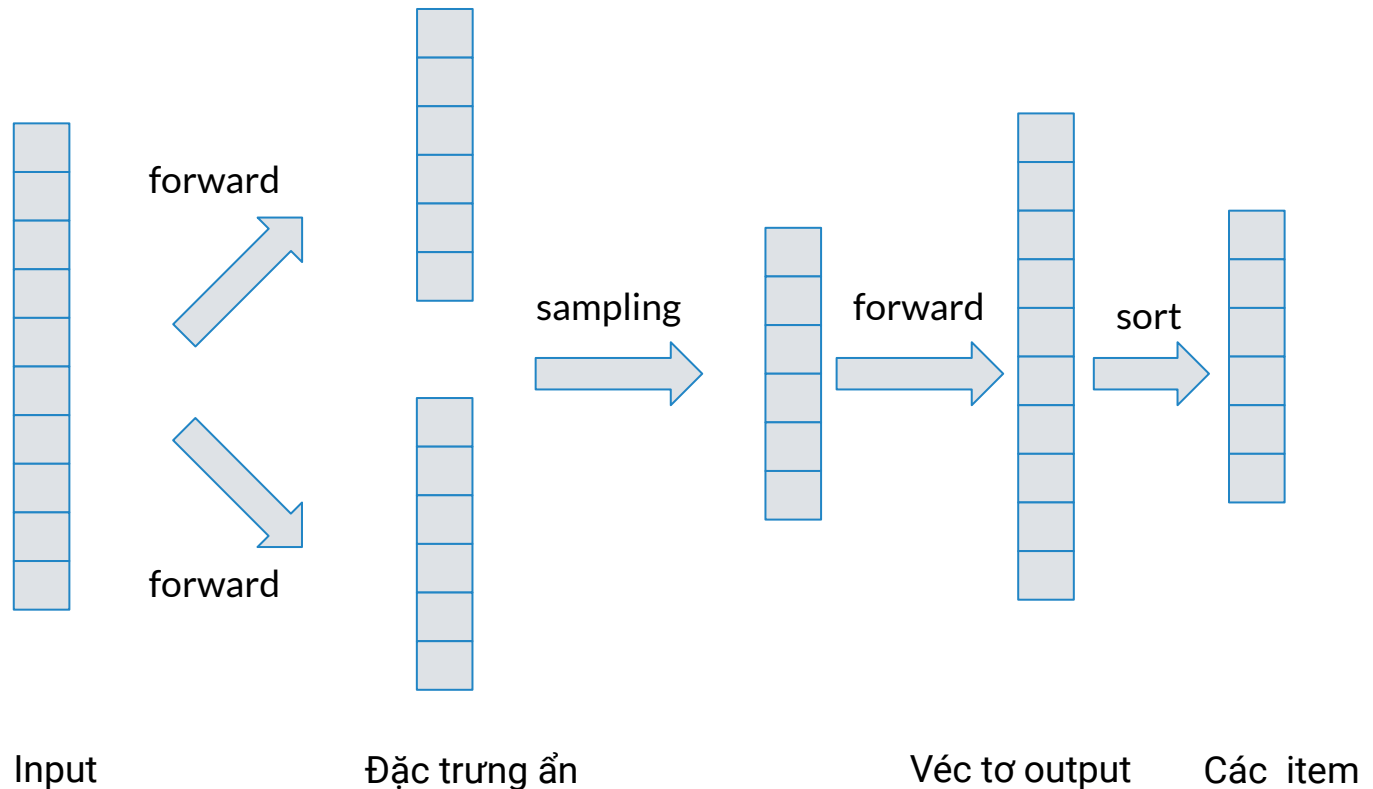 forward
sampling
forward
sort
forward
Input
Đặc trưng ẩn
Véc tơ output
Các item